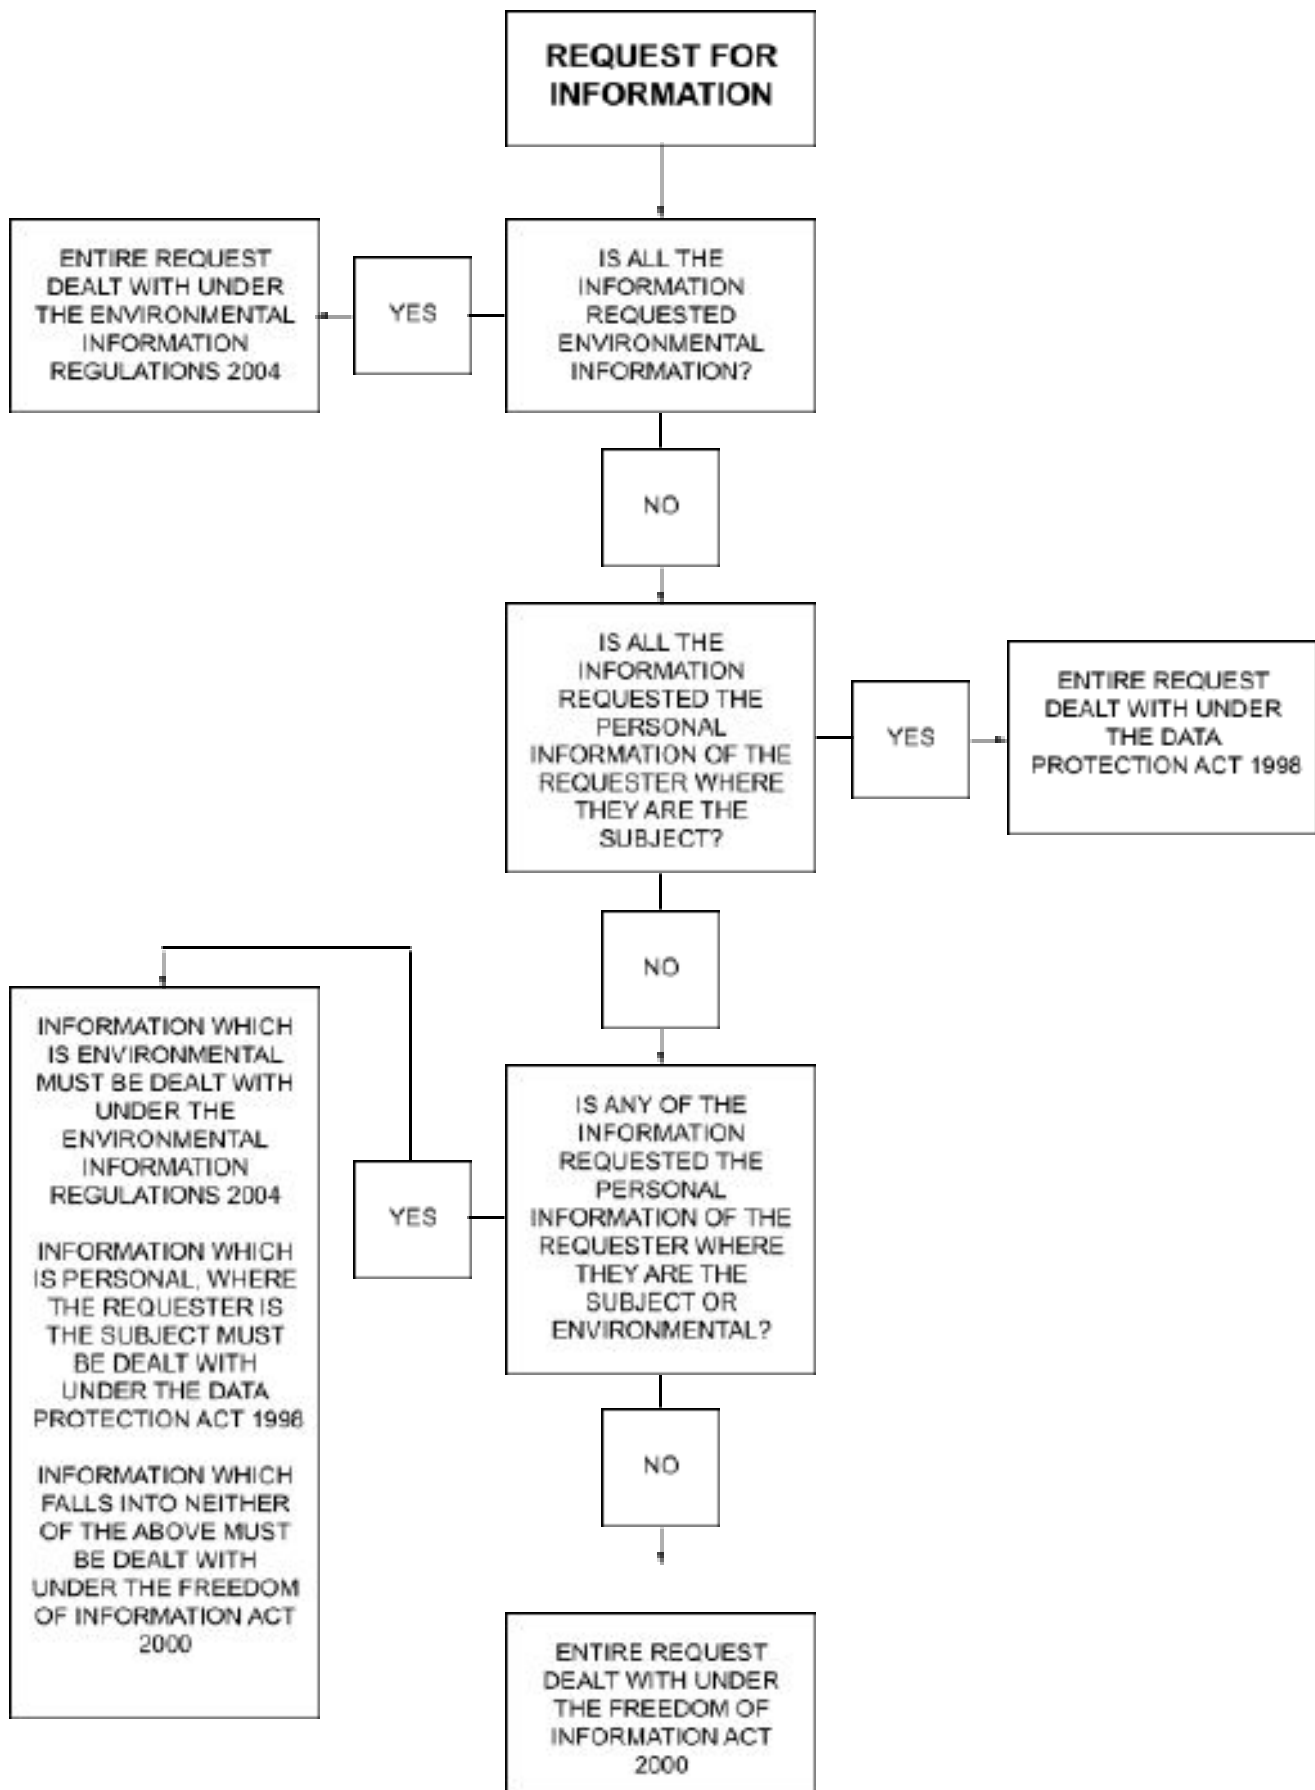 REQUEST FOR
INFORMATION
ENTIRE REQUEST
DEALT WITH UNDER
THE ENVIRONMENTAL
INFORMATION
REGULATIONS 2004
YES
IS ALL THE
INFORMATION
REQUESTED
ENVIRONMENTAL
INFORMATION?
NO
IS ALL THE
INFORMATION
REQUESTED THE
PERSONAL
INFORMATION OF THE
REQUESTER WHERE
THEY ARE THE
SUBJECT?
YES
ENTIRE REQUEST
DEALT WITH UNDER
THE DATA
PROTECTION ACT 1998
NO
INFORMATION WHICH
IS ENVIRONMENTAL
MUST BE DEALT WITH
UNDER THE
ENVIRONMENTAL
INFORMATION
REGULATIONS 2004
INFORMATION WHICH
IS PERSONAL, WHERE
THE REQUESTER IS
THE SUBJECT MUST
BE DEALT WITH
UNDER THE DATA
PROTECTION ACT 1998
INFORMATION WHICH
FALLS INTO NEITHER
OF THE ABOVE MUST
BE DEALT WITH
UNDER THE FREEDOM
OF INFORMATION ACT
2000
YES
IS ANY OF THE
INFORMATION
REQUESTED THE
PERSONAL
INFORMATION OF THE
REQUESTER WHERE
THEY ARE THE
SUBJECT OR
ENVIRONMENTAL?
NO
ENTIRE REQUEST
DEALT WITH UNDER
THE FREEDOM OF
INFORMATION ACT
2000